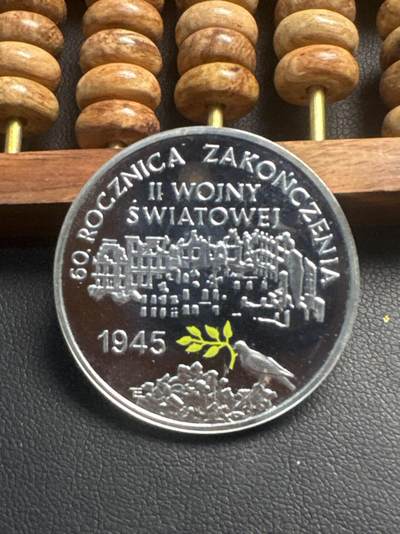 60. ROCZNICA ZAKOŃCZENIA
II WOJNY
ŚWIATOWEJ
1945